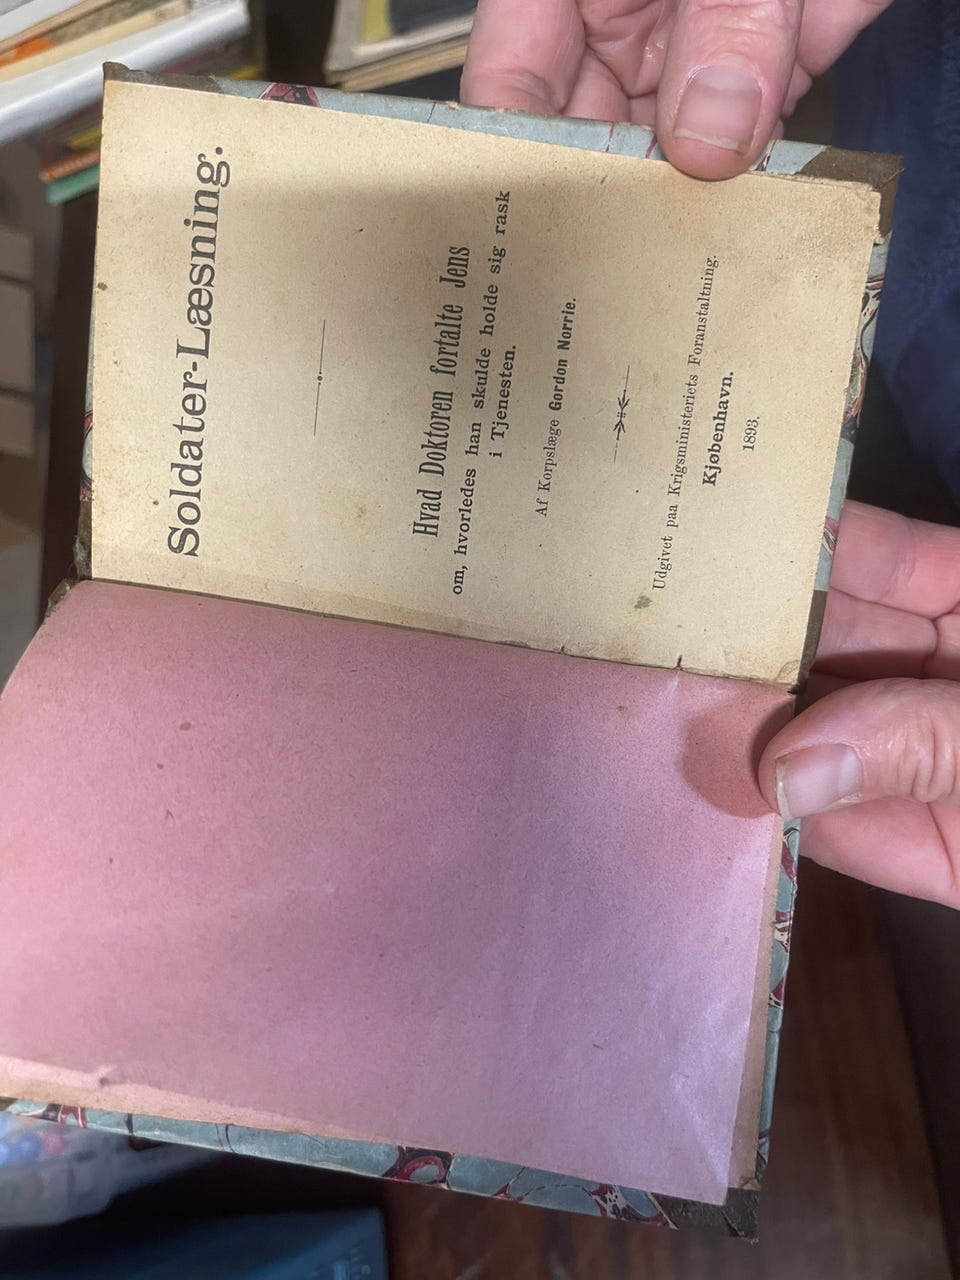 Soldater-Læsning.
Hvad Doktoren fortalte Jens
om, hvorledes han skulde holde sig rask
i Tjenesten.
Af Korpslæge Gordon Norrie.
Udgivet paa Krigsministeriets Foranstaltning.
Kjøbenhavn.
1893.